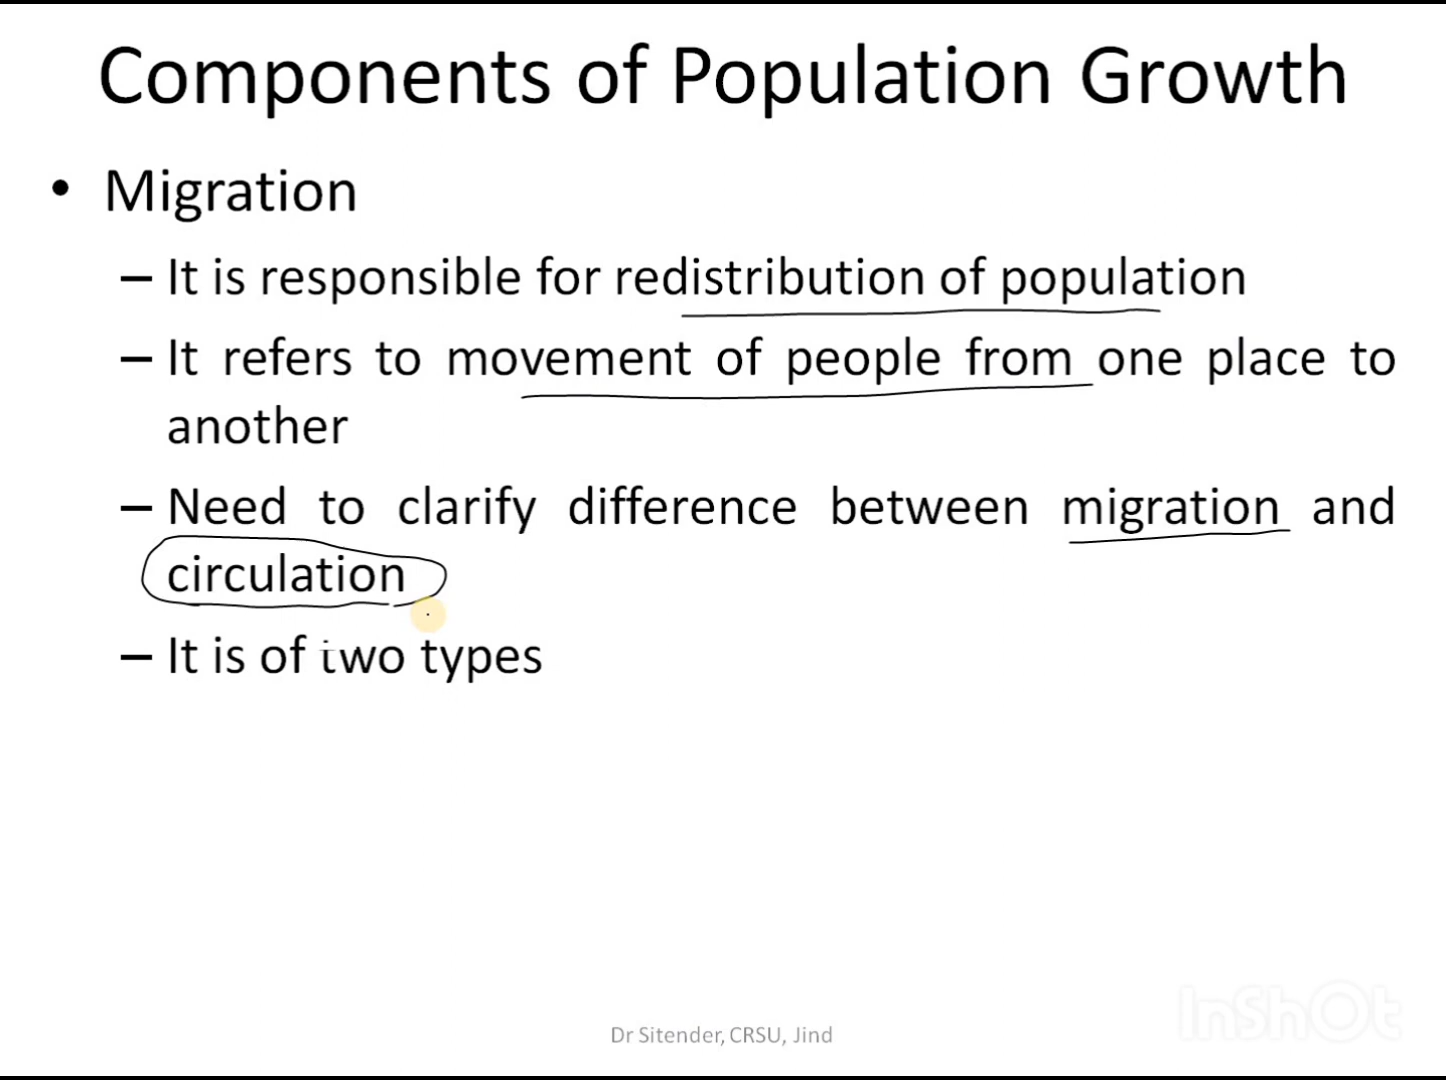 Components of Population Growth
• Migration
– It is responsible for redistribution of population
– It refers to movement of people from one place to
another
– Need to clarify difference between migration and
circulation
– It is of two types
Dr Sitender, CRSU, Jind
InShOt